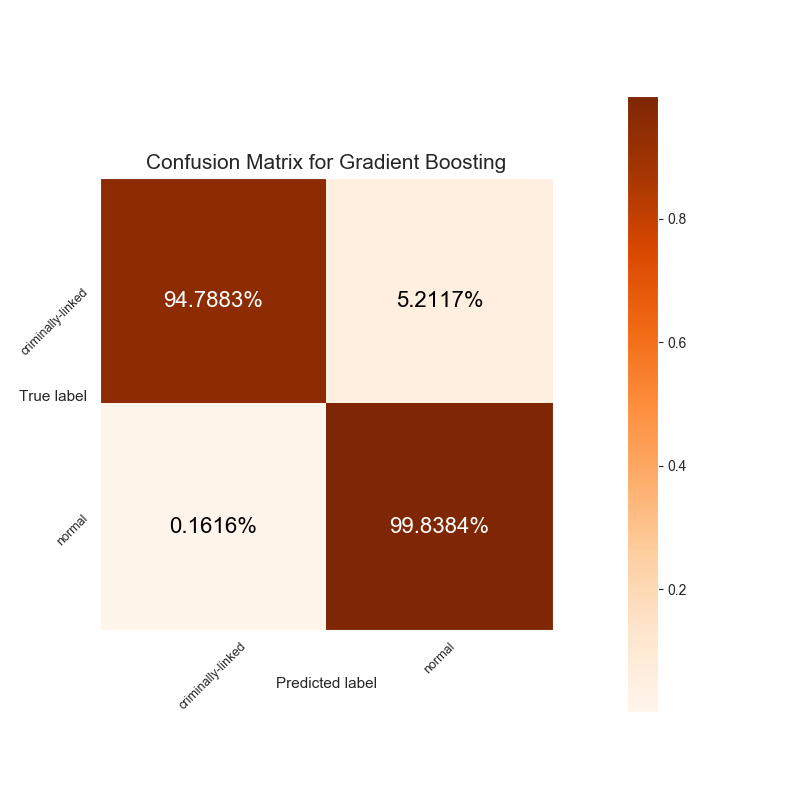 Confusion Matrix for Gradient Boosting
criminally-linked
94.7883%
5.2117%
True label
normal
0.1616%
99.8384%
criminally-linked
normal
Predicted label
0.8
0.6
0.4
0.2